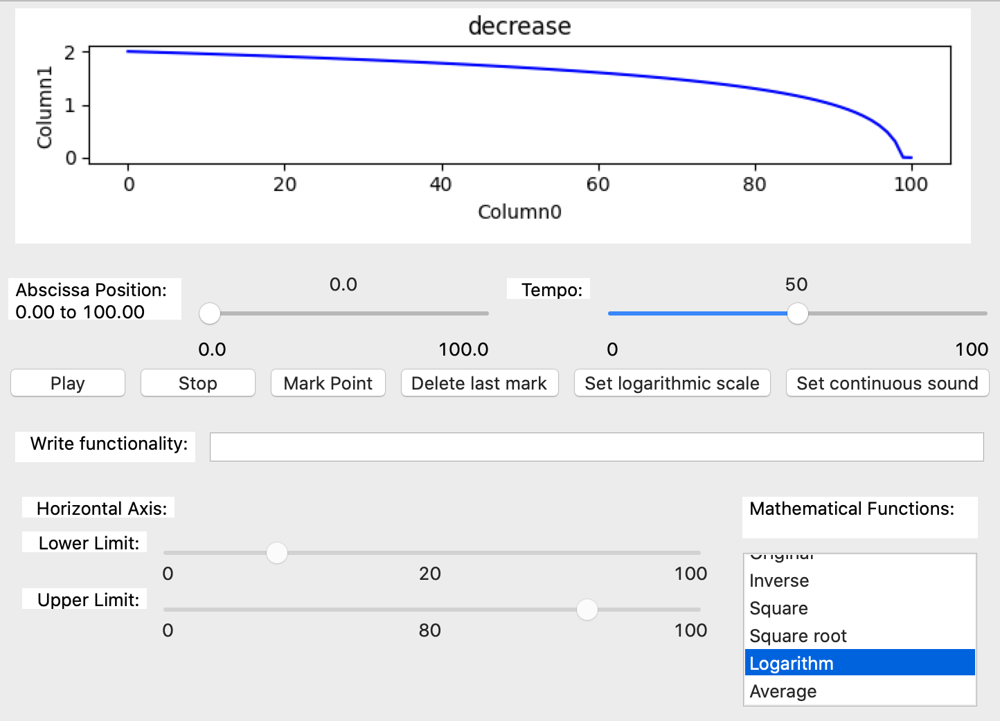 decrease
2
1
0
Column1
0 20 40 60 80 100
Column0
Abscissa Position:
0.00 to 100.00
0.0
Tempo:
50
0.0 100.0
0 100
Play Stop Mark Point Delete last mark Set logarithmic scale Set continuous sound
Write functionality:
Horizontal Axis:
Lower Limit:
0 20 100
Upper Limit:
0 80 100
Mathematical Functions:
Original
Inverse
Square
Square root
Logarithm
Average